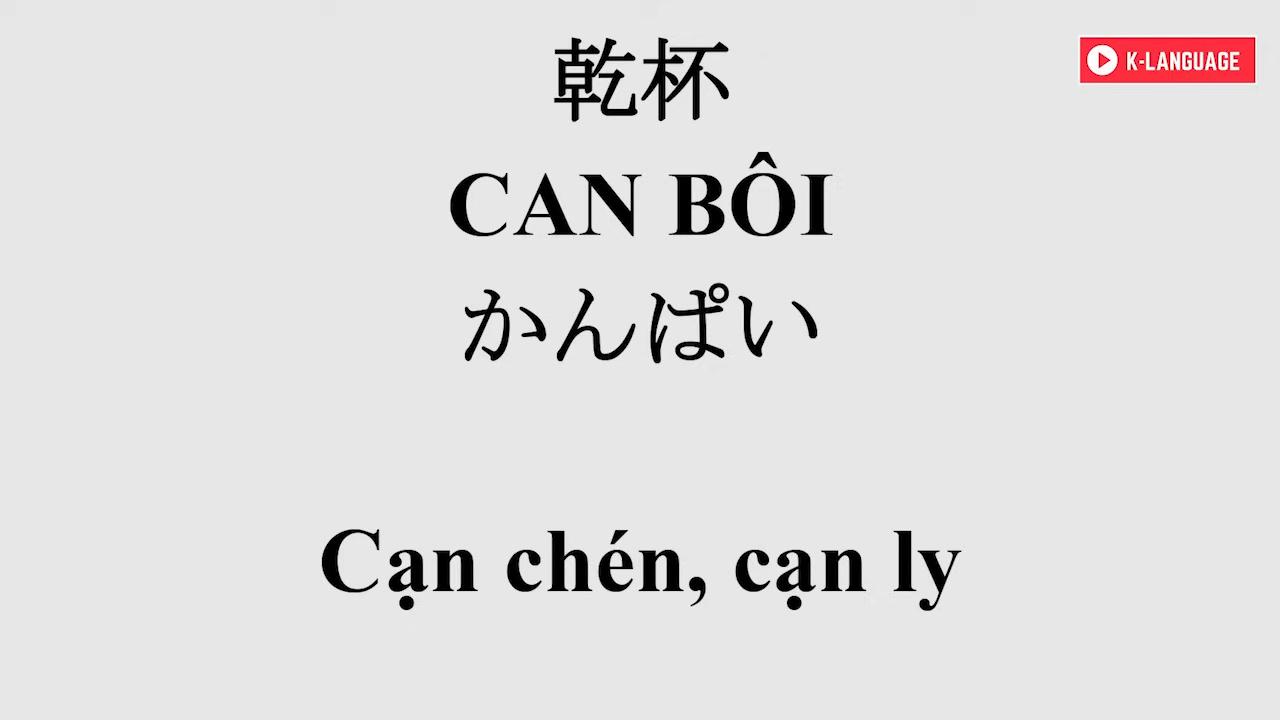 乾杯
K-LANGUAGE
CAN BÔI
かんぱい
Cạn chén, cạn ly